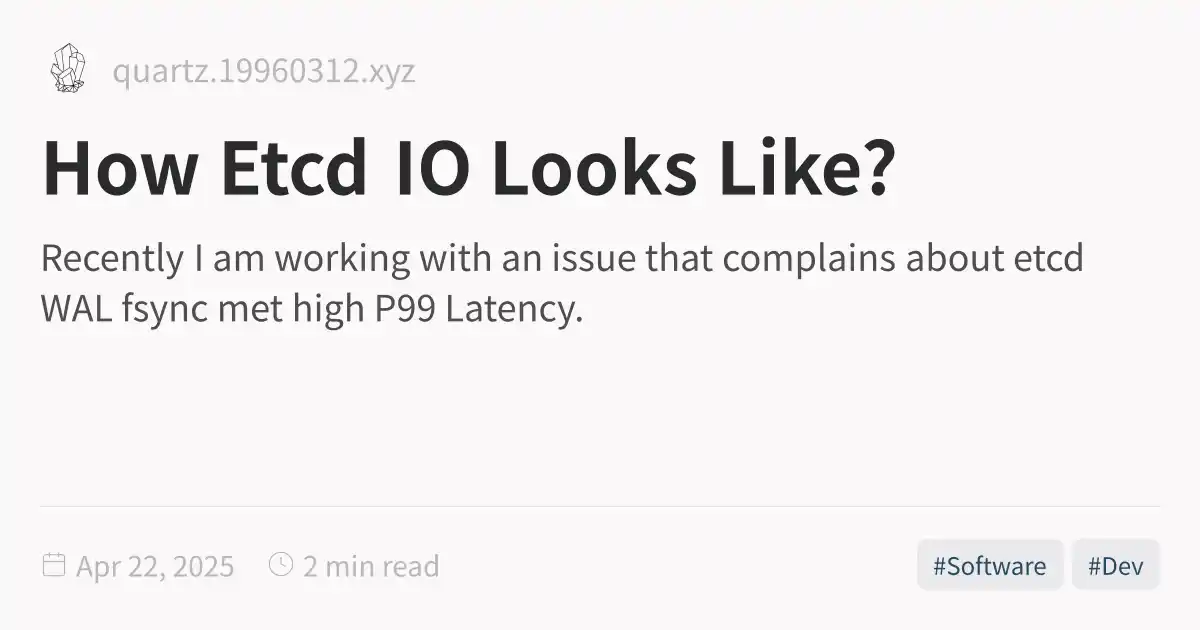 quartz.19960312.xyz
How Etcd IO Looks Like?
Recently I am working with an issue that complains about etcd
WAL fsync met high P99 Latency.
Apr 22, 2025
2 min read
#Software
#Dev